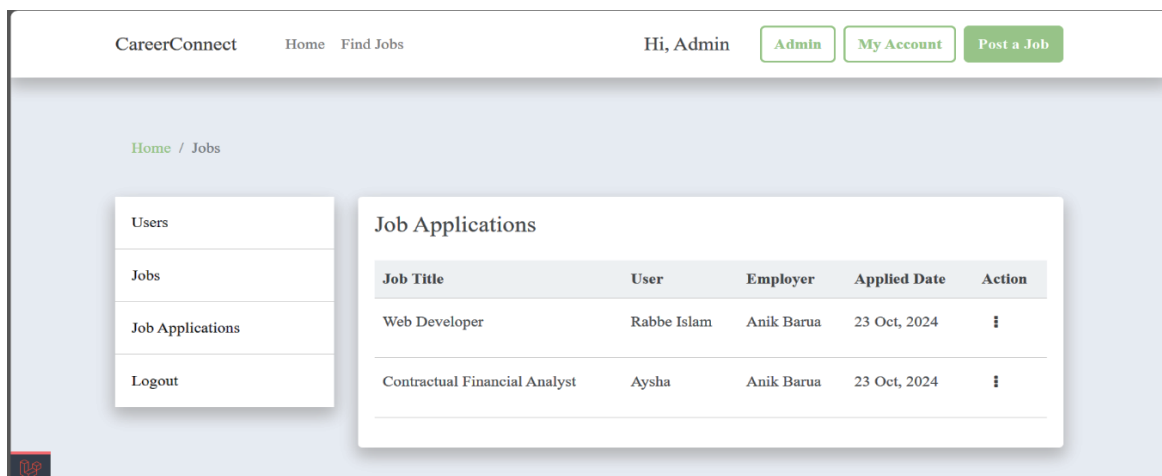 CareerConnect Home Find Jobs Hi, Admin Admin My Account Post a Job
Home / Jobs
Users
Jobs
Job Applications
Logout
Job Applications
Job Title User Employer Applied Date Action
Web Developer Rabbe Islam Anik Barua 23 Oct, 2024
Contractual Financial Analyst Aysha Anik Barua 23 Oct, 2024